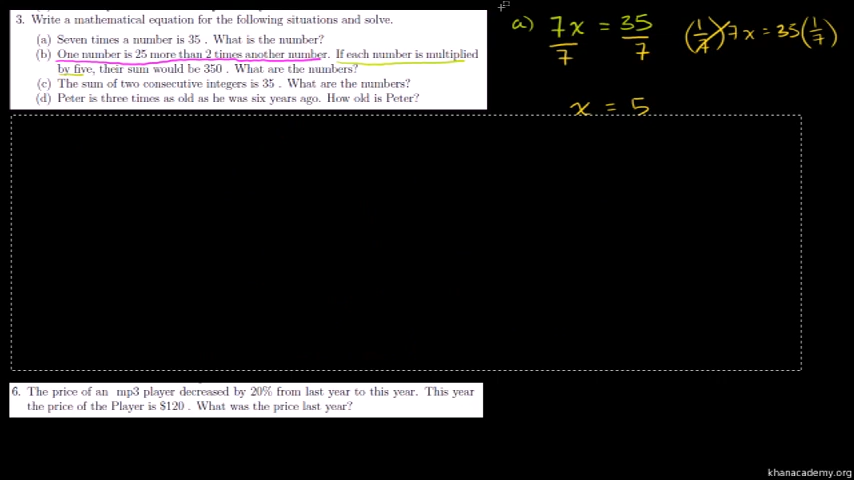 3. Write a mathematical equation for the following situations and solve.
(a) Seven times a number is 35 . What is the number?
(b) One number is 25 more than 2 times another number. If each number is multiplied
by five, their sum would be 350 . What are the numbers?
(c) The sum of two consecutive integers is 35 . What are the numbers?
(d) Peter is three times as old as he was six years ago. How old is Peter?
a) 7x = 35
7 7
x = 5
(1/7) 7x = 35 (1/7)
6. The price of an mp3 player decreased by 20% from last year to this year. This year
the price of the Player is $120 . What was the price last year?
khanacademy.org